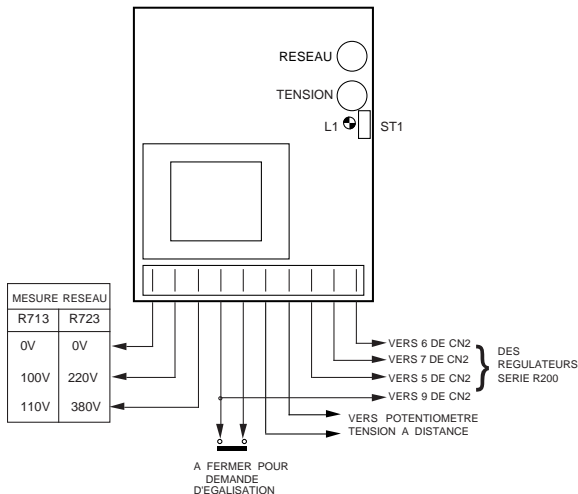 RESEAU
TENSION
L1 ST1
MESURE RESEAU
R713 R723
0V 0V
100V 220V
110V 380V
VERS 6 DE CN2
VERS 7 DE CN2
VERS 5 DE CN2
VERS 9 DE CN2
DES
REGULATEURS
SERIE R200
VERS POTENTIOMETRE
TENSION A DISTANCE
A FERMER POUR
DEMANDE
D'EGALISATION